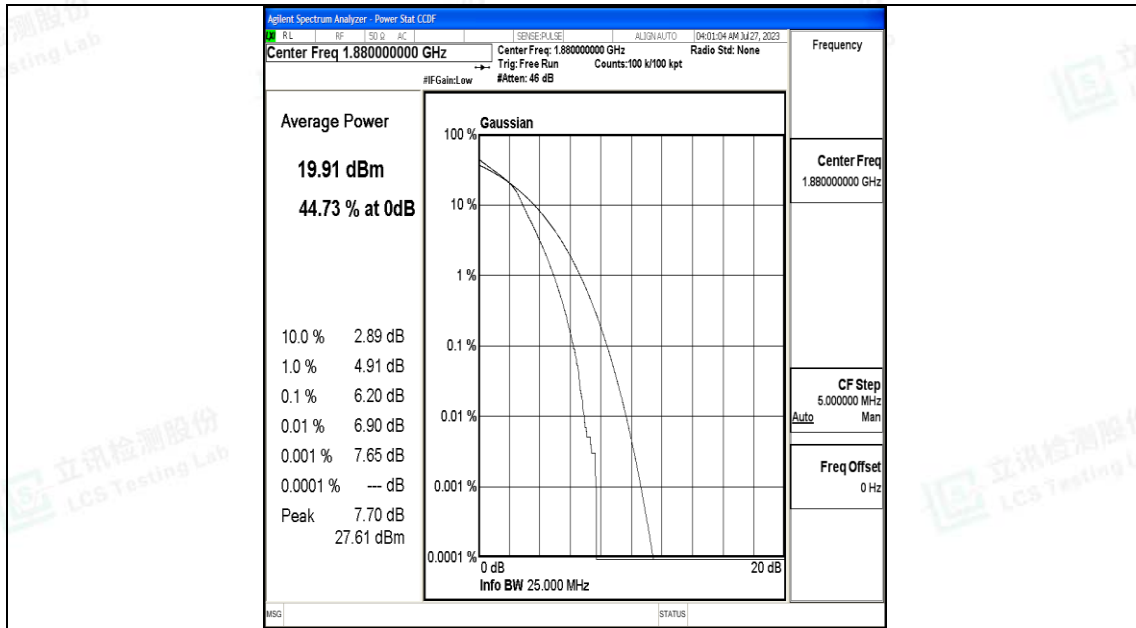 Agilent Spectrum Analyzer - Power Stat CCDF
RL RF 50 Ω AC SENSE:PULSE ALIGNAUTO 04:01:04 AM Jul 27, 2023
Center Freq 1.880000000 GHz
Center Freq: 1.880000000 GHz
Radio Std: None
Trig: Free Run Counts:100 k/100 kpt
#IFGain:Low #Atten: 46 dB
Frequency
Average Power
19.91 dBm
44.73 % at 0dB
10.0 % 2.89 dB
1.0 % 4.91 dB
0.1 % 6.20 dB
0.01 % 6.90 dB
0.001 % 7.65 dB
0.0001 % --- dB
Peak 7.70 dB
27.61 dBm
Gaussian
100 %
10 %
1 %
0.1 %
0.01 %
0.001 %
0.0001 %
0 dB 20 dB
Info BW 25.000 MHz
Center Freq
1.880000000 GHz
CF Step
5.000000 MHz
Auto Man
Freq Offset
0 Hz
MSG STATUS
立讯检测股份
LCS Testing Lab
立讯检测股份